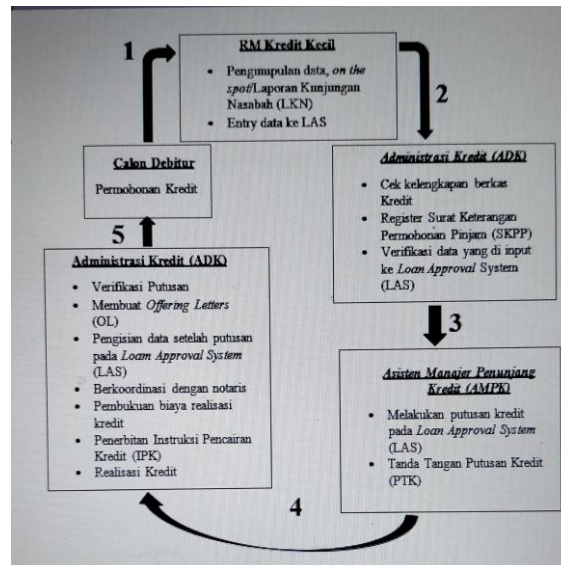 1
RM Kredit Kecil
• Pengumpulan data, on the
spot/Laporan Kunjungan
Nasabah (LKN)
• Entry data ke LAS
2
Calon Debitur
Permohonan Kredit
Administrasi Kredit (ADK)
• Cek kelengkapan berkas
Kredit
• Register Surat Keterangan
Permohonan Pinjam (SKPP)
• Verifikasi data yang di input
ke Loan Approval System
(LAS)
3
Asisten Manajer Penunjang
Kredit (AMPK)
• Melakukan putusan kredit
pada Loan Approval System
(LAS)
• Tanda Tangan Putusan Kredit
(PTK)
4
5
Administrasi Kredit (ADK)
• Verifikasi Putusan
• Membuat Offering Letters
(OL)
• Pengisian data setelah putusan
pada Loam Approval System
(LAS)
• Berkoordinasi dengan notaris
• Pembukuan biaya realisasi
kredit
• Penerbitan Instruksi Pencairan
Kredit (IPK)
• Realisasi Kredit